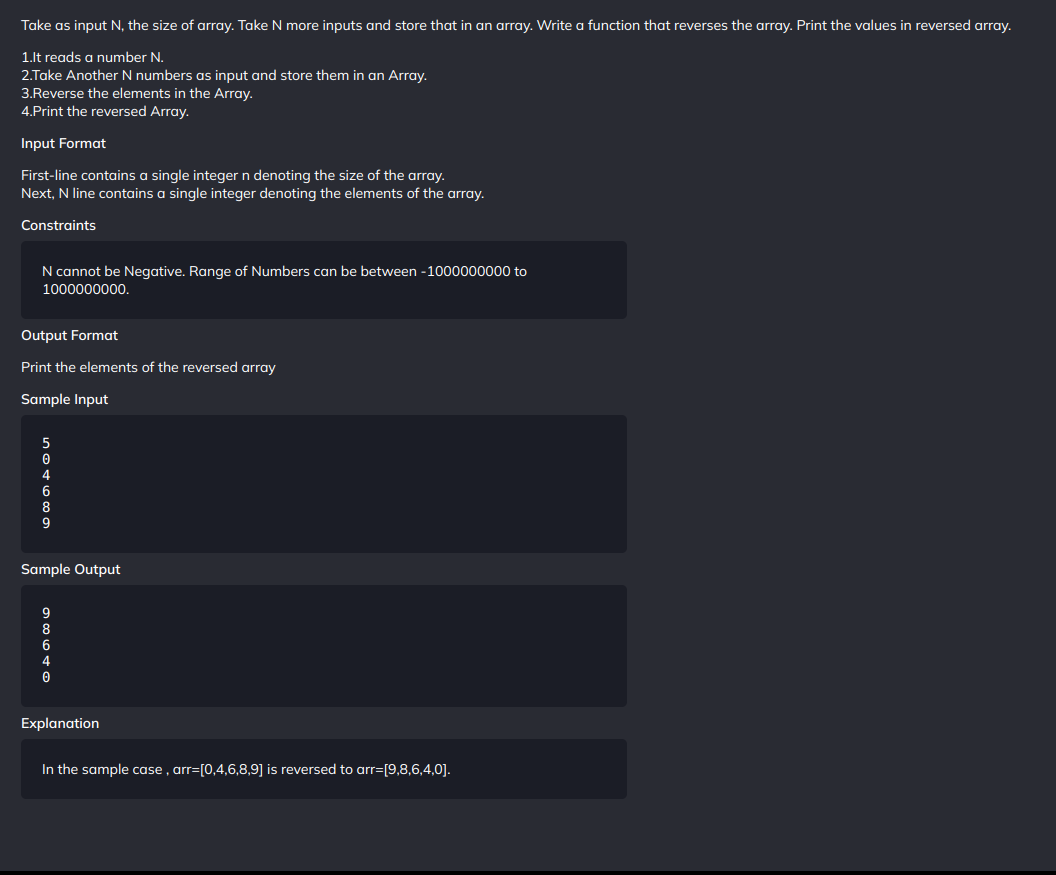 Take as input N, the size of array. Take N more inputs and store that in an array. Write a function that reverses the array. Print the values in reversed array.
1.It reads a number N.
2.Take Another N numbers as input and store them in an Array.
3.Reverse the elements in the Array.
4.Print the reversed Array.
Input Format
First-line contains a single integer n denoting the size of the array.
Next, N line contains a single integer denoting the elements of the array.
Constraints
N cannot be Negative. Range of Numbers can be between -1000000000 to
1000000000.
Output Format
Print the elements of the reversed array
Sample Input
5
0
4
6
8
9
Sample Output
9
8
6
4
0
Explanation
In the sample case , arr=[0,4,6,8,9] is reversed to arr=[9,8,6,4,0].